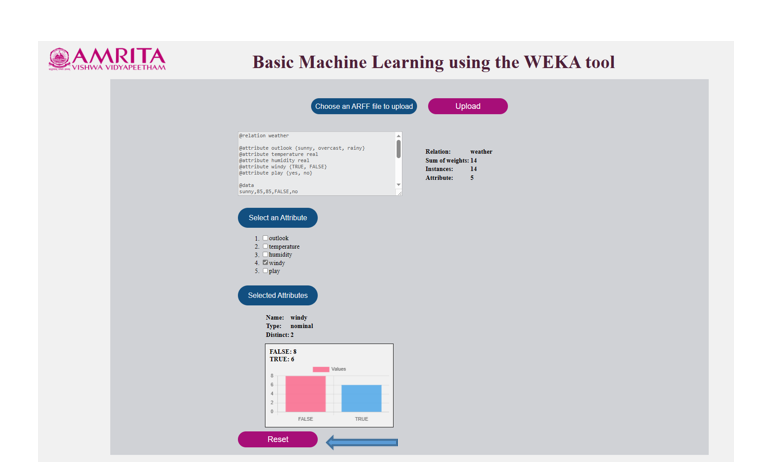 AMRITA
VISHWA VIDYAPEETHAM
Basic Machine Learning using the WEKA tool
Choose an ARFF file to upload
Upload
@relation weather
@attribute outlook {sunny, overcast, rainy}
@attribute temperature real
@attribute humidity real
@attribute windy {TRUE, FALSE}
@attribute play {yes, no}
@data
sunny,85,85,FALSE,no
Relation: weather
Sum of weights: 14
Instances: 14
Attribute: 5
Select an Attribute
1. outlook
2. temperature
3. humidity
4. windy
5. play
Selected Attributes
Name: windy
Type: nominal
Distinct: 2
FALSE: 8
TRUE: 6
Values
8
6
4
2
0
FALSE TRUE
Reset